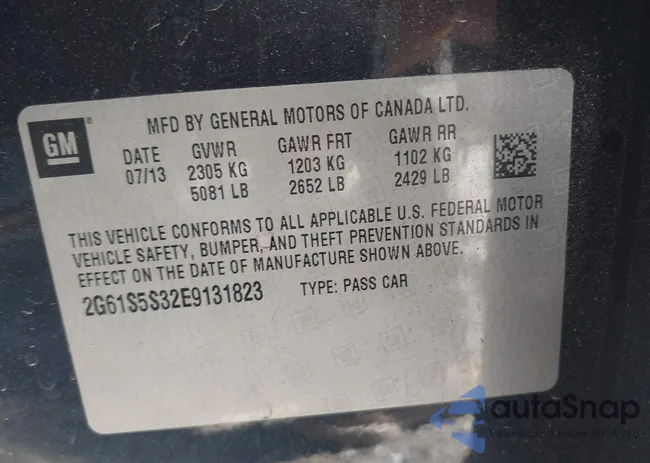 MFD BY GENERAL MOTORS OF CANADA LTD.
GM
DATE GVWR GAWR FRT GAWR RR
07/13 2305 KG 1203 KG 1102 KG
5081 LB 2652 LB 2429 LB
THIS VEHICLE CONFORMS TO ALL APPLICABLE U.S. FEDERAL MOTOR
VEHICLE SAFETY, BUMPER, AND THEFT PREVENTION STANDARDS IN
EFFECT ON THE DATE OF MANUFACTURE SHOWN ABOVE.
2G61S5S32E9131823 TYPE: PASS CAR
autoSnap